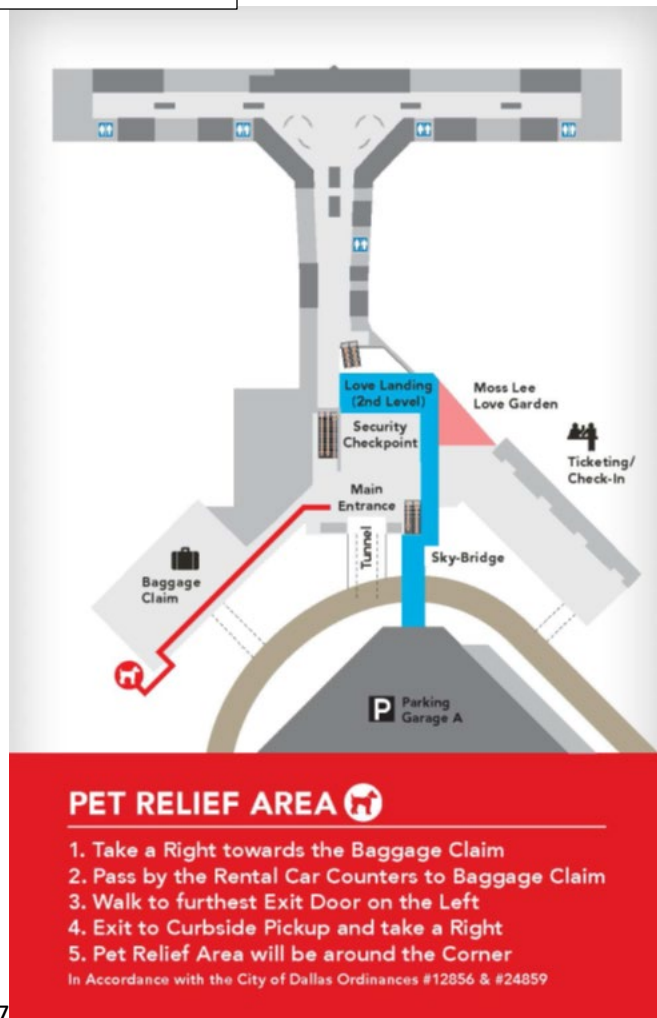 Love Landing
(2nd Level)
Moss Lee
Love Garden
Security
Checkpoint
Ticketing/
Check-In
Main
Entrance
Tunnel
Sky-Bridge
Baggage
Claim
P
Parking
Garage A
PET RELIEF AREA
1. Take a Right towards the Baggage Claim
2. Pass by the Rental Car Counters to Baggage Claim
3. Walk to furthest Exit Door on the Left
4. Exit to Curbside Pickup and take a Right
5. Pet Relief Area will be around the Corner
In Accordance with the City of Dallas Ordinances #12856 & #24859
7